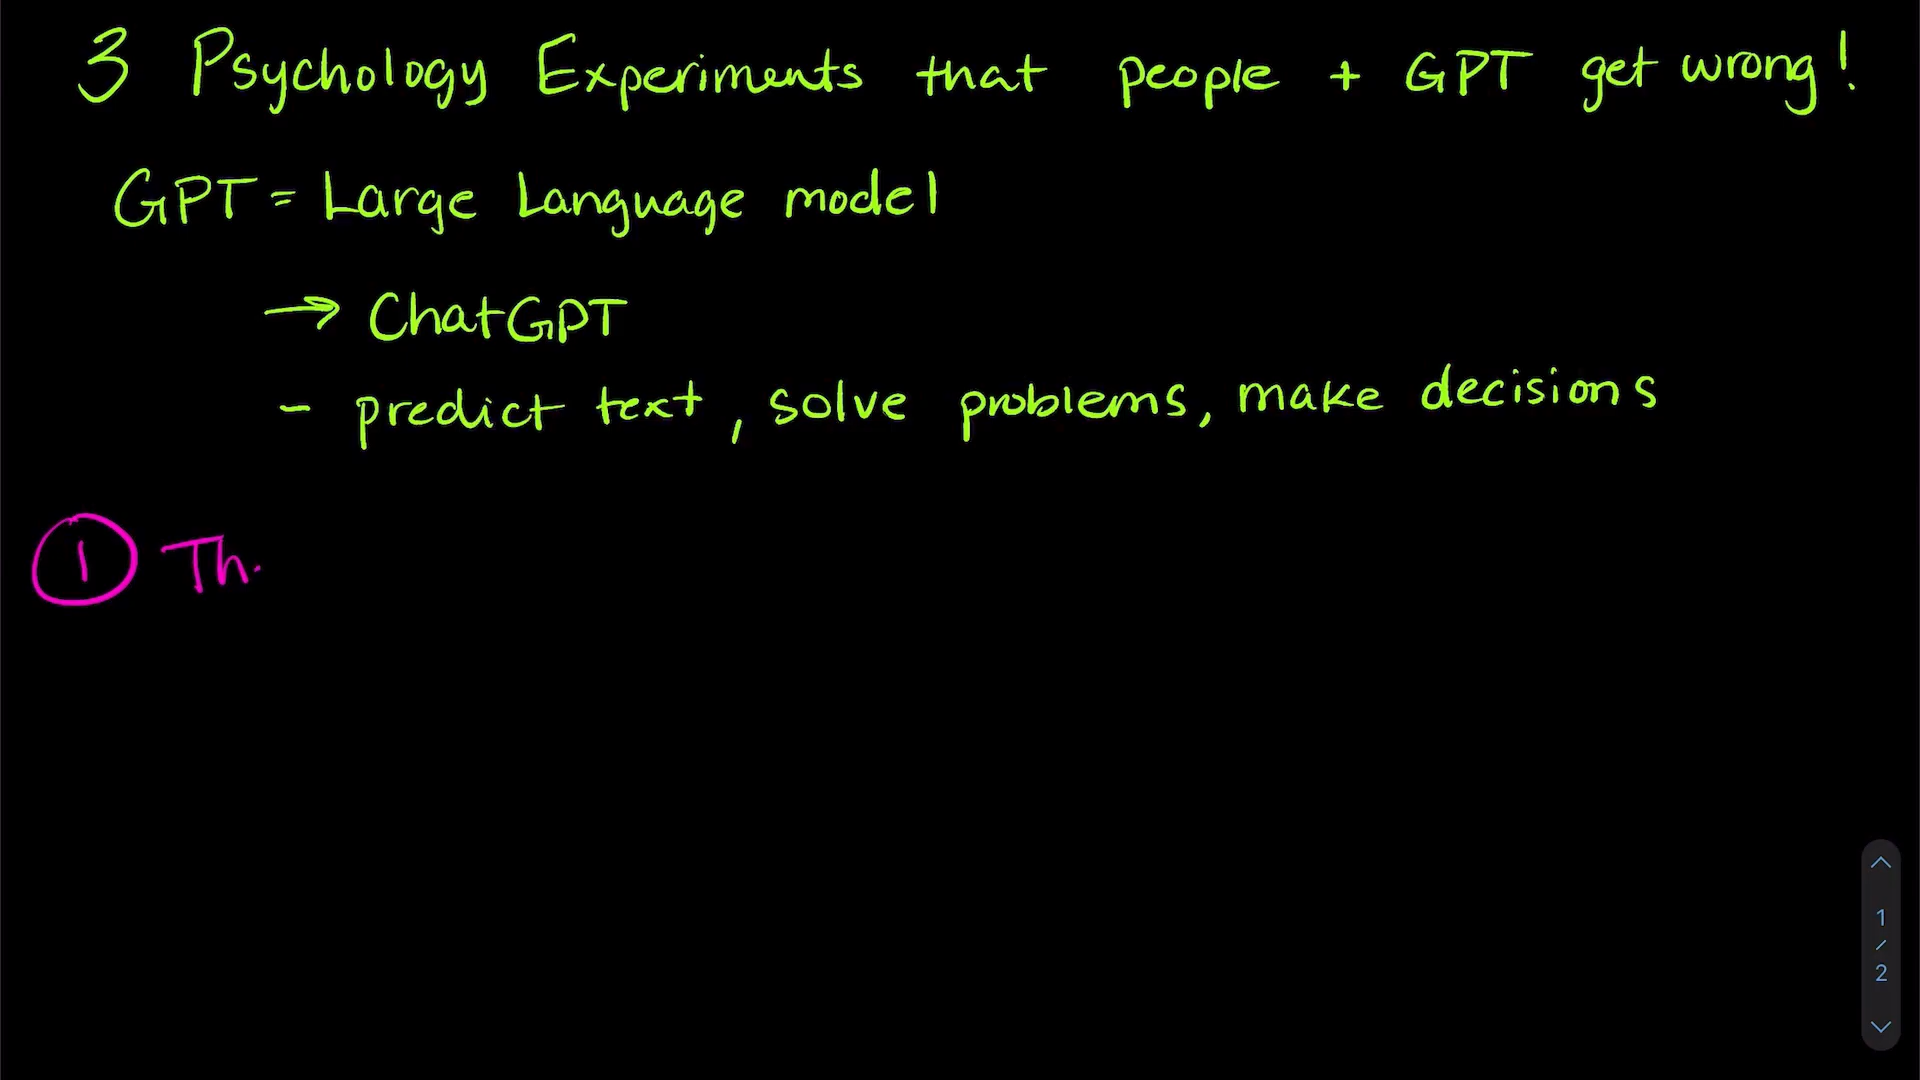 3 Psychology Experiments that people + GPT get wrong!
GPT = Large Language model
→ ChatGPT
- predict text, solve problems, make decisions
1 Th
1
/
2